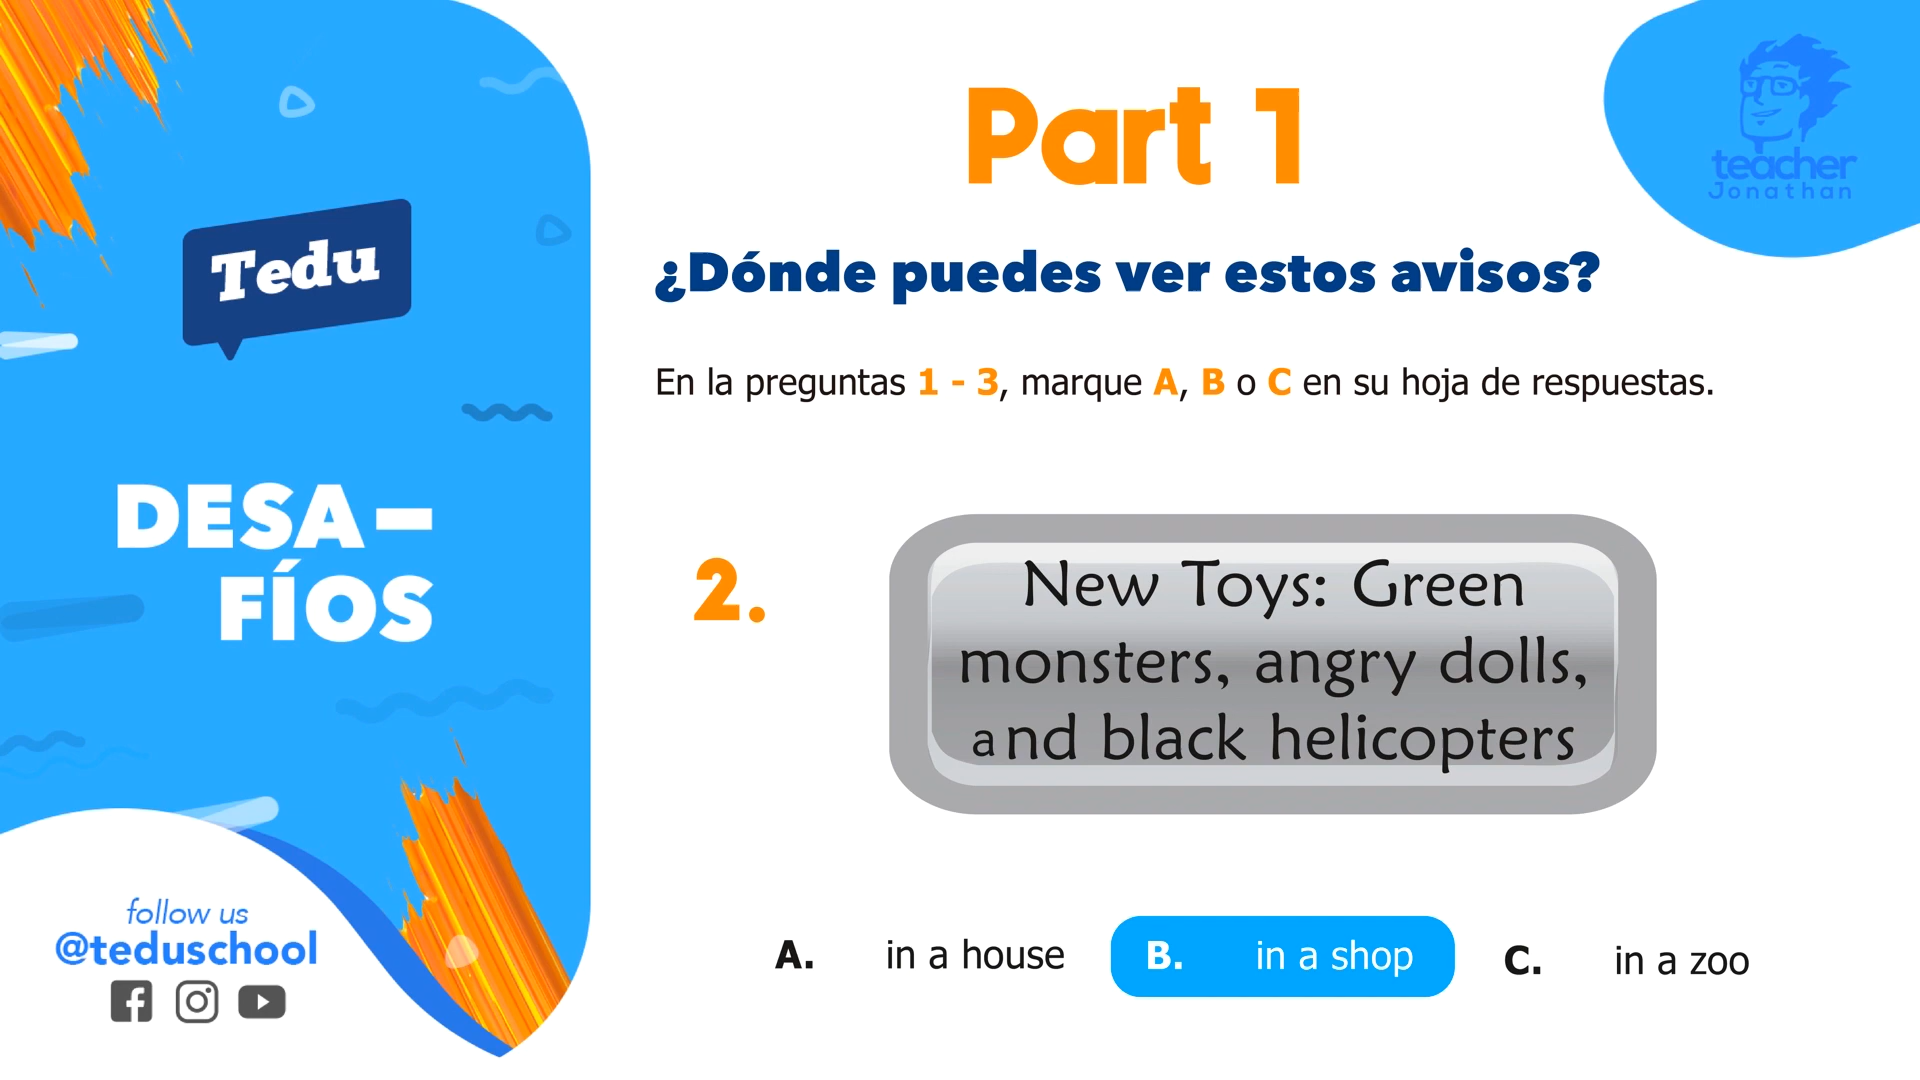 Part 1
teacher
Jonathan
Tedu
¿Dónde puedes ver estos avisos?
En la preguntas 1 - 3, marque A, B o C en su hoja de respuestas.
DESA–
FÍOS
2.
New Toys: Green
monsters, angry dolls,
and black helicopters
A. in a house
B. in a shop
C. in a zoo
follow us
@teduschool